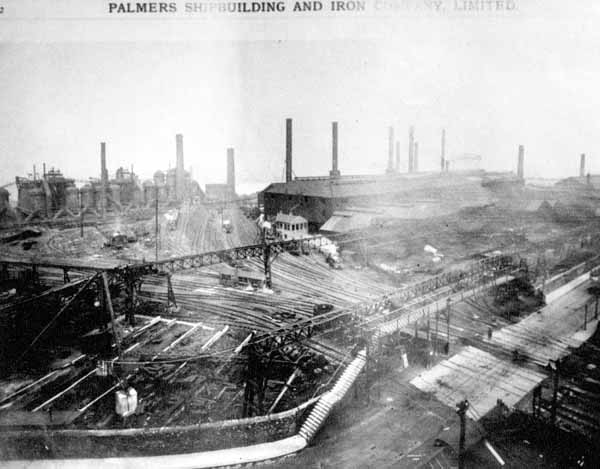 PALMERS SHIPBUILDING AND IRON COMPANY, LIMITED.